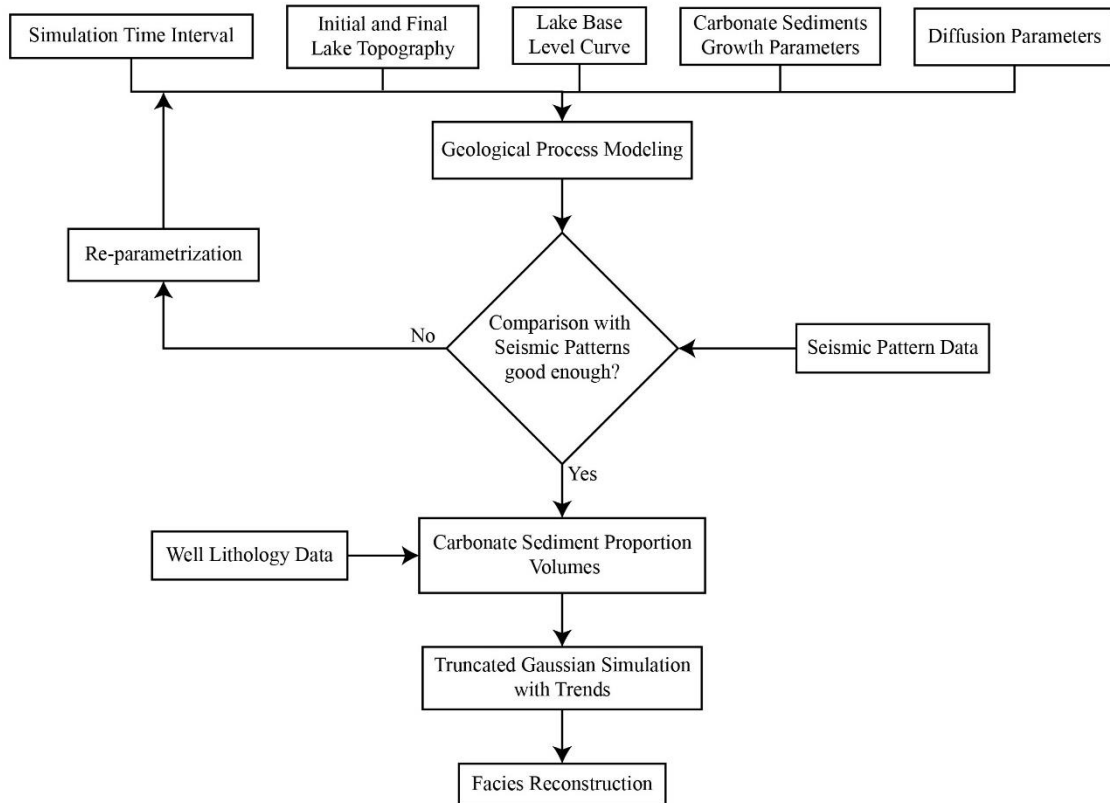 Simulation Time Interval
Initial and Final
Lake Topography
Lake Base
Level Curve
Carbonate Sediments
Growth Parameters
Diffusion Parameters
Geological Process Modeling
Re-parametrization
No
Comparison with
Seismic Patterns
good enough?
Seismic Pattern Data
Yes
Well Lithology Data
Carbonate Sediment Proportion
Volumes
Truncated Gaussian Simulation
with Trends
Facies Reconstruction